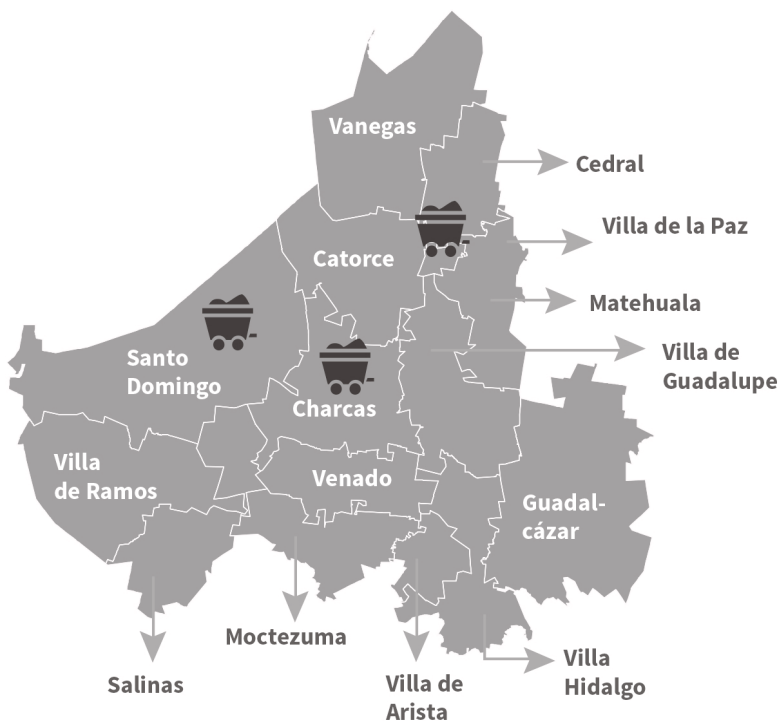 Vanegas
Cedral
Villa de la Paz
Catorce
Matehuala
Santo
Domingo
Villa de
Guadalupe
Charcas
Villa
de Ramos
Venado
Guadal-
cázar
Moctezuma
Salinas
Villa de
Arista
Villa
Hidalgo